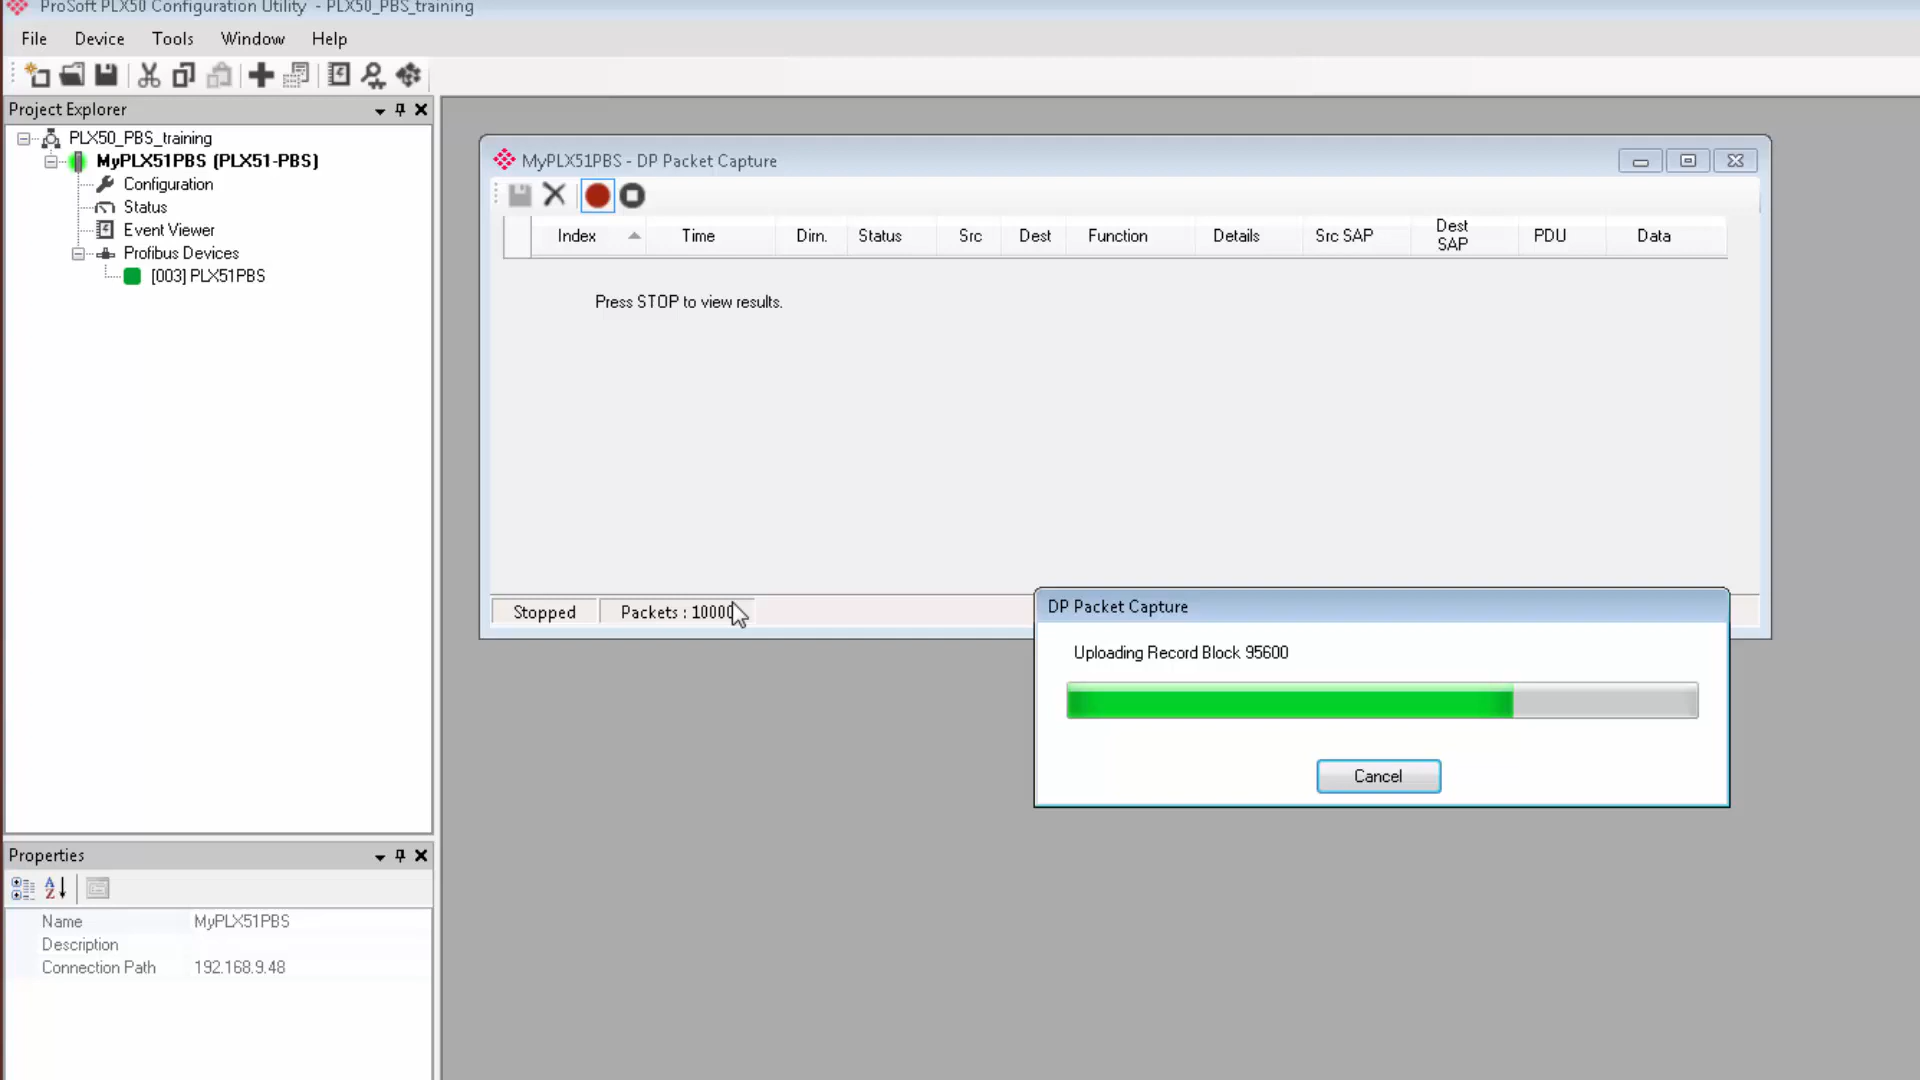 ProSoft PLX50 Configuration Utility - PLX50_PBS_training
File Device Tools Window Help
Project Explorer
PLX50_PBS_training
MyPLX51PBS (PLX51-PBS)
Configuration
Status
Event Viewer
Profibus Devices
[003] PLX51PBS
MyPLX51PBS - DP Packet Capture
Index Time Dirn. Status Src Dest Function Details Src SAP Dest SAP PDU Data
Press STOP to view results.
Stopped Packets : 10000
DP Packet Capture
Uploading Record Block 95600
Cancel
Properties
Name MyPLX51PBS
Description
Connection Path 192.168.9.48